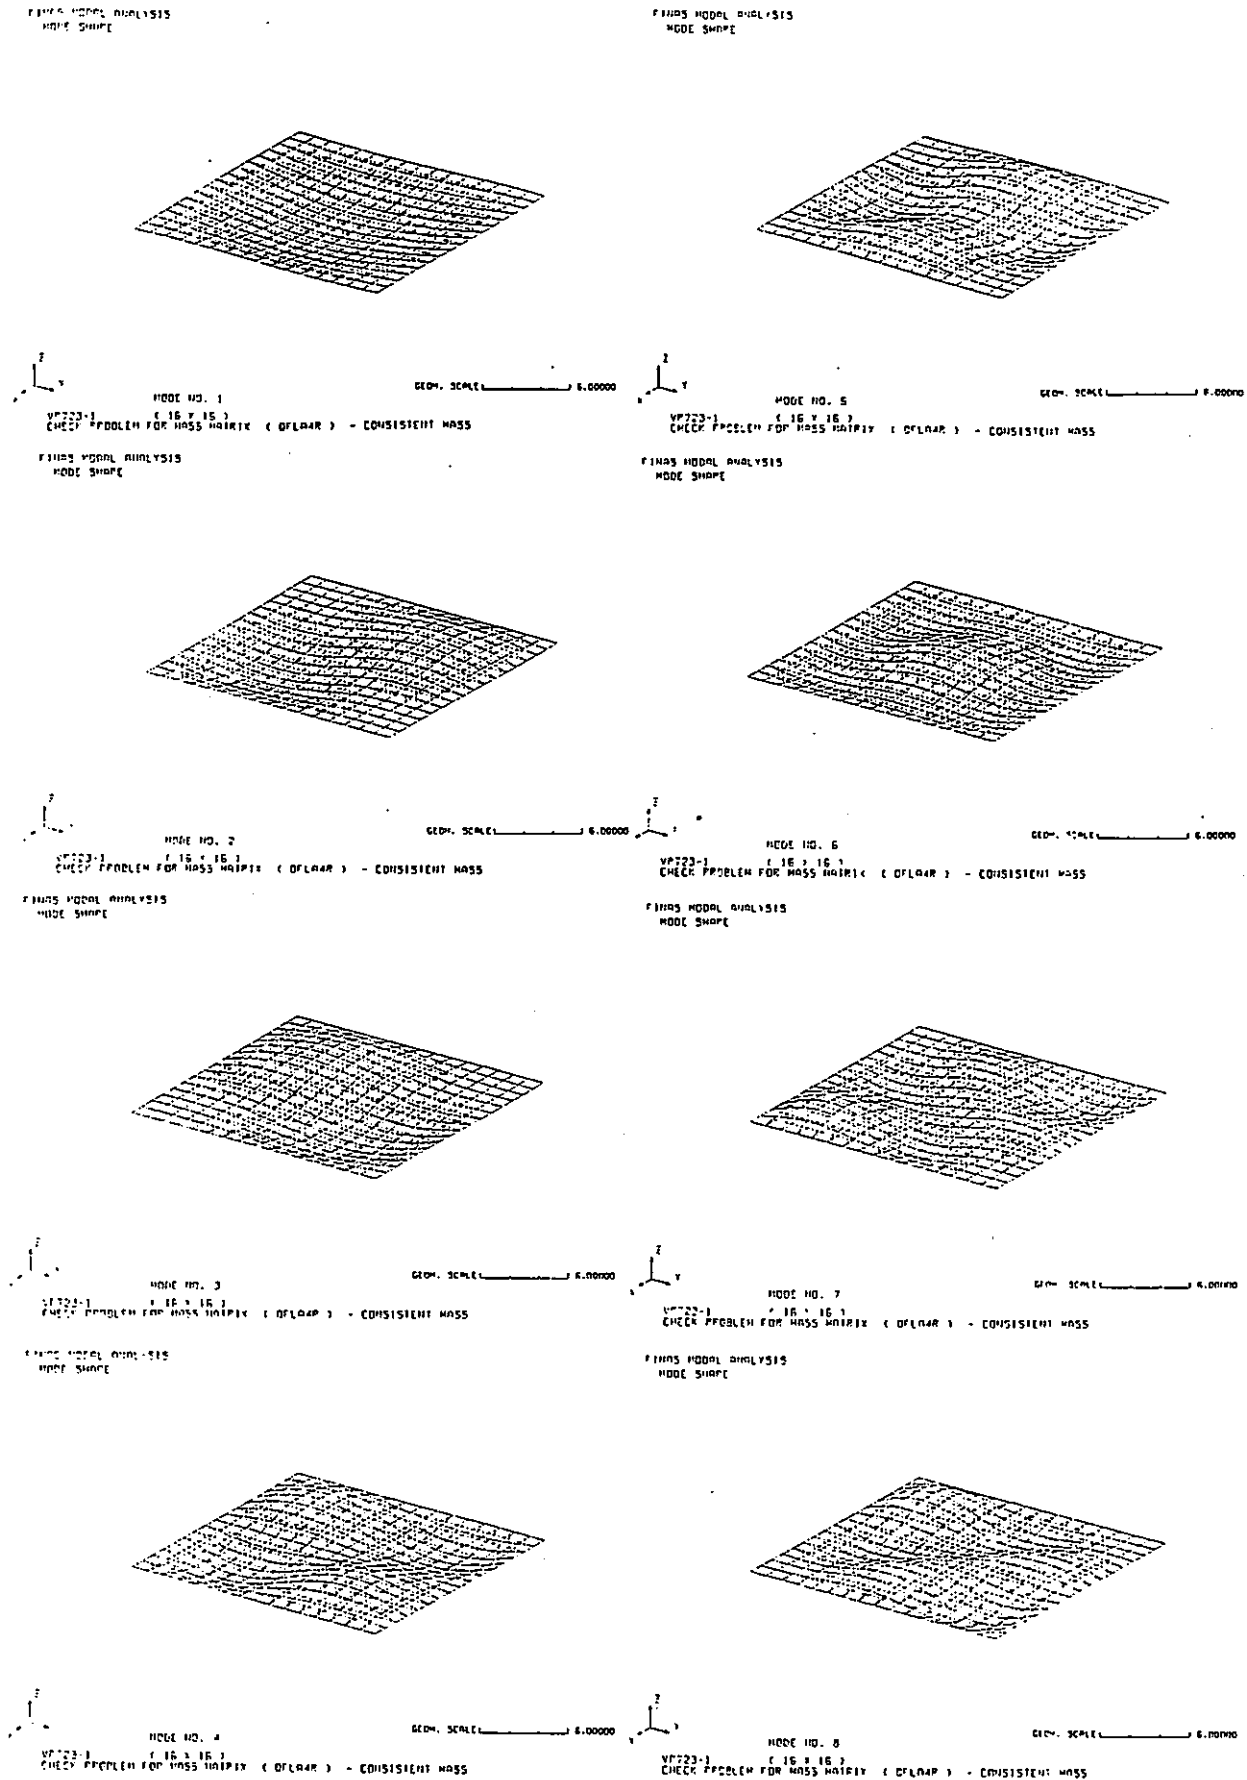 FINAS MODAL ANALYSIS
MODE SHAPE
Z
Y
GEOM. SCALE 6.00000
MODE NO. 1
VP723-1 ( 16 X 16 )
CHECK PROBLEM FOR MASS MATRIX ( QFLA4R ) - CONSISTENT MASS
FINAS MODAL ANALYSIS
MODE SHAPE
Z
GEOM. SCALE 6.00000
MODE NO. 2
VP723-1 ( 16 X 16 )
CHECK PROBLEM FOR MASS MATRIX ( QFLA4R ) - CONSISTENT MASS
FINAS MODAL ANALYSIS
MODE SHAPE
Z
GEOM. SCALE 6.00000
MODE NO. 3
VP723-1 ( 16 X 16 )
CHECK PROBLEM FOR MASS MATRIX ( QFLA4R ) - CONSISTENT MASS
FINAS MODAL ANALYSIS
MODE SHAPE
Z
GEOM. SCALE 6.00000
MODE NO. 4
VP723-1 ( 16 X 16 )
CHECK PROBLEM FOR MASS MATRIX ( QFLA4R ) - CONSISTENT MASS
FINAS MODAL ANALYSIS
MODE SHAPE
Z
Y
GEOM. SCALE 6.00000
MODE NO. 5
VP723-1 ( 16 X 16 )
CHECK PROBLEM FOR MASS MATRIX ( QFLA4R ) - CONSISTENT MASS
FINAS MODAL ANALYSIS
MODE SHAPE
Z
GEOM. SCALE 6.00000
MODE NO. 6
VP723-1 ( 16 X 16 )
CHECK PROBLEM FOR MASS MATRIX ( QFLA4R ) - CONSISTENT MASS
FINAS MODAL ANALYSIS
MODE SHAPE
Z
Y
GEOM. SCALE 6.00000
MODE NO. 7
VP723-1 ( 16 X 16 )
CHECK PROBLEM FOR MASS MATRIX ( QFLA4R ) - CONSISTENT MASS
FINAS MODAL ANALYSIS
MODE SHAPE
Z
Y
GEOM. SCALE 6.00000
MODE NO. 8
VP723-1 ( 16 X 16 )
CHECK PROBLEM FOR MASS MATRIX ( QFLA4R ) - CONSISTENT MASS